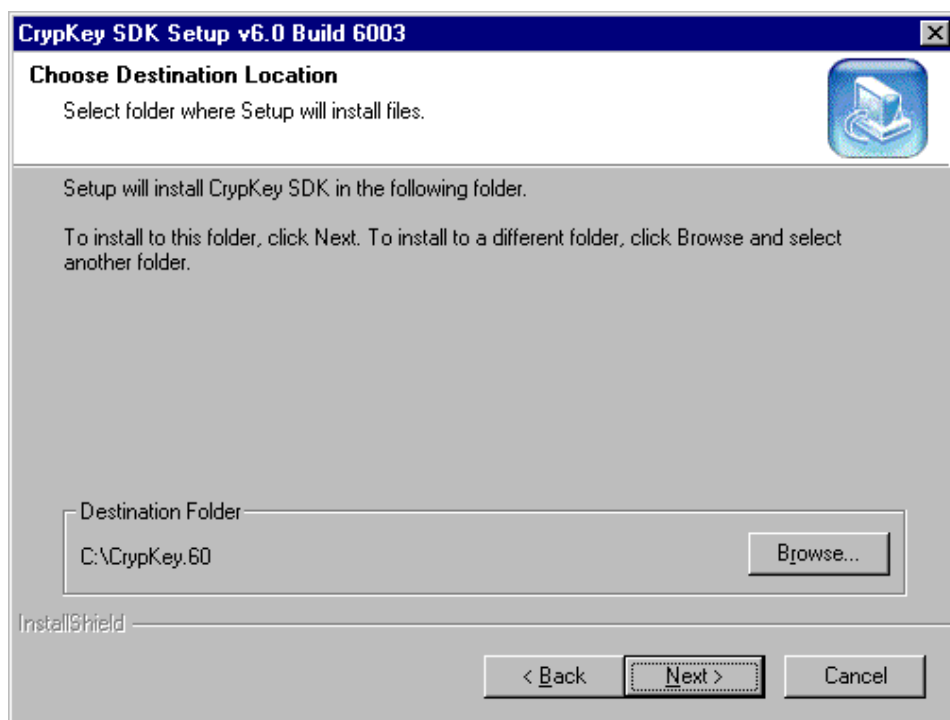 CrypKey SDK Setup v6.0 Build 6003
Choose Destination Location
Select folder where Setup will install files.
Setup will install CrypKey SDK in the following folder.
To install to this folder, click Next. To install to a different folder, click Browse and select
another folder.
Destination Folder
C:\CrypKey.60
Browse...
InstallShield
< Back
Next >
Cancel